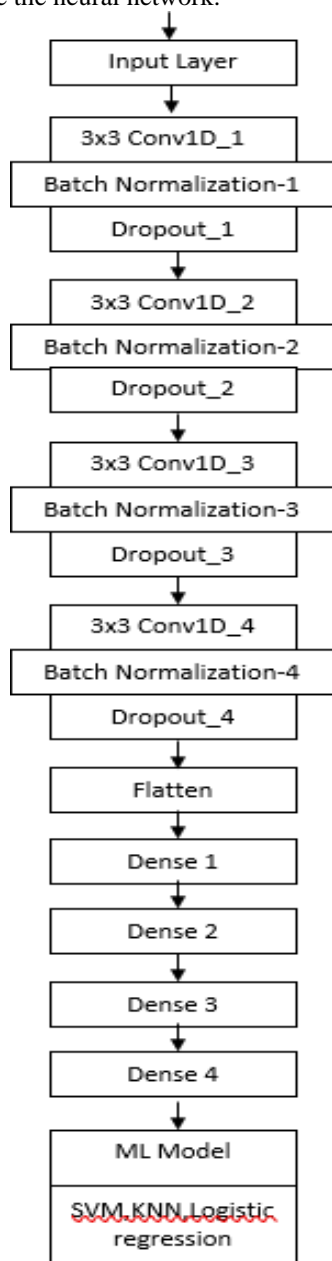 the neural network.
Input Layer
3x3 Conv1D_1
Batch Normalization-1
Dropout_1
3x3 Conv1D_2
Batch Normalization-2
Dropout_2
3x3 Conv1D_3
Batch Normalization-3
Dropout_3
3x3 Conv1D_4
Batch Normalization-4
Dropout_4
Flatten
Dense 1
Dense 2
Dense 3
Dense 4
ML Model
SVM,KNN,Logistic
regression